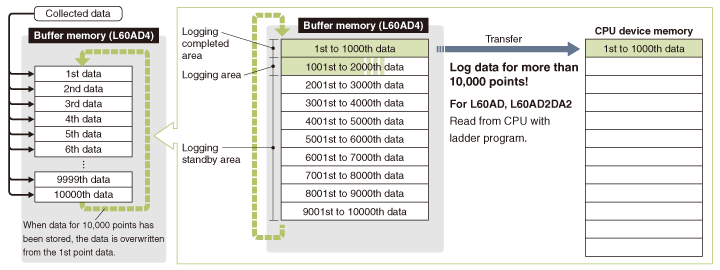 Collected data
Buffer memory (L60AD4)
1st data
2nd data
3rd data
4th data
5th data
6th data
⋮
9999th data
10000th data
When data for 10,000 points has
been stored, the data is overwritten
from the 1st point data.
Logging
completed
area
Logging area
Logging
standby area
Buffer memory (L60AD4)
1st to 1000th data
1001st to 2000th data
2001st to 3000th data
3001st to 4000th data
4001st to 5000th data
5001st to 6000th data
6001st to 7000th data
7001st to 8000th data
8001st to 9000th data
9001st to 10000th data
Transfer
Log data for more than
10,000 points!
For L60AD, L60AD2DA2
Read from CPU with
ladder program.
CPU device memory
1st to 1000th data